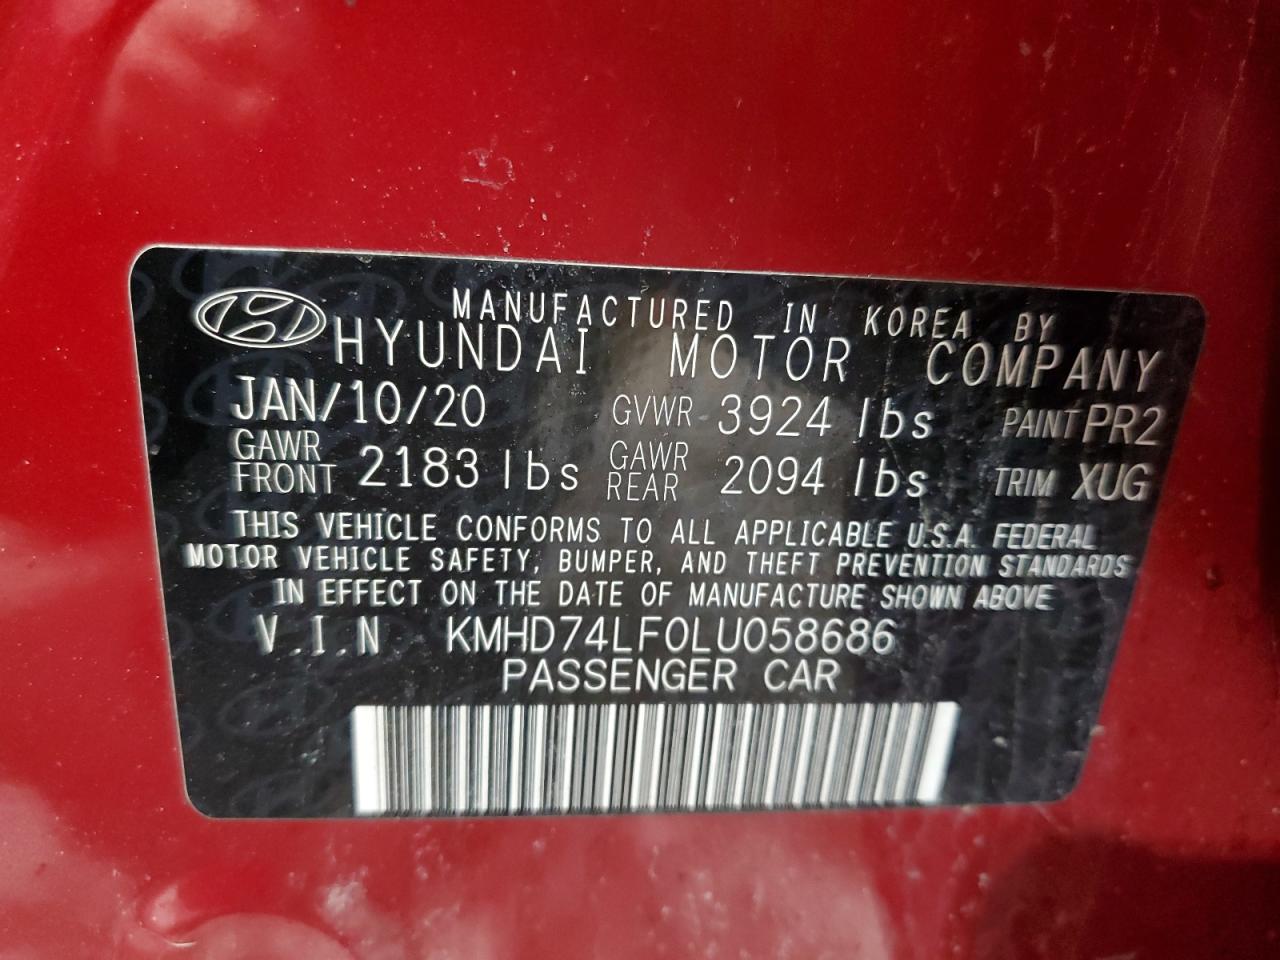 MANUFACTURED IN KOREA BY
HYUNDAI MOTOR COMPANY
JAN/10/20 GVWR 3924 lbs PAINT PR2
GAWR FRONT 2183 lbs GAWR REAR 2094 lbs TRIM XUG
THIS VEHICLE CONFORMS TO ALL APPLICABLE U.S.A. FEDERAL
MOTOR VEHICLE SAFETY, BUMPER, AND THEFT PREVENTION STANDARDS
IN EFFECT ON THE DATE OF MANUFACTURE SHOWN ABOVE
V.I.N KMHD74LF0LU058686
PASSENGER CAR